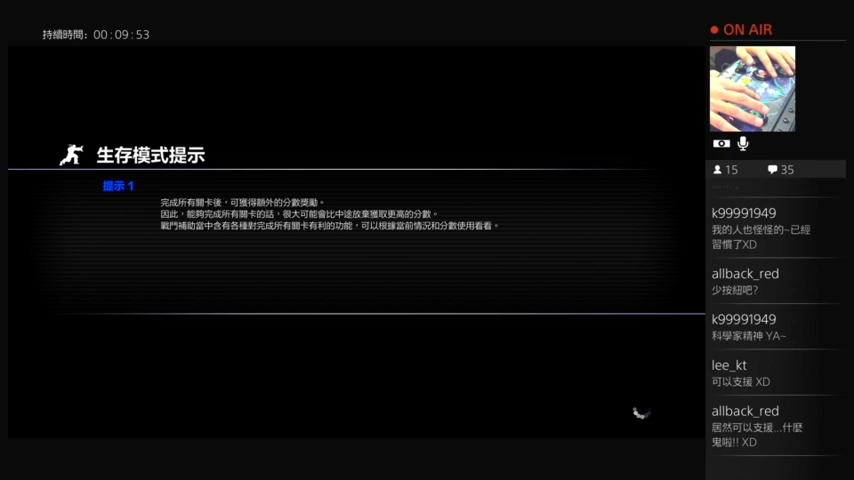 持續時間: 00:09:53
生存模式提示
提示 1
完成所有關卡後，可獲得額外的分數獎勵。
因此，能夠完成所有關卡的話，很大可能會比中途放棄獲取更高的分數。
戰鬥補助當中含有各種對完成所有關卡有利的功能，可以根據當前情況和分數使用看看。
ON AIR
15 35
k99991949
我的人也怪怪的~已經
習慣了XD
allback_red
少按紐吧?
k99991949
科學家精神 YA~
lee_kt
可以支援 XD
allback_red
居然可以支援...什麼
鬼啦!! XD